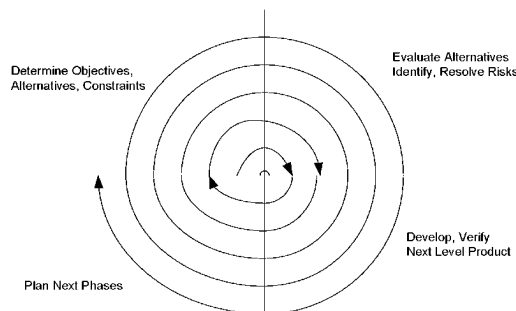 Determine Objectives,
Alternatives, Constraints
Evaluate Alternatives
Identify, Resolve Risks
Develop, Verify
Next Level Product
Plan Next Phases